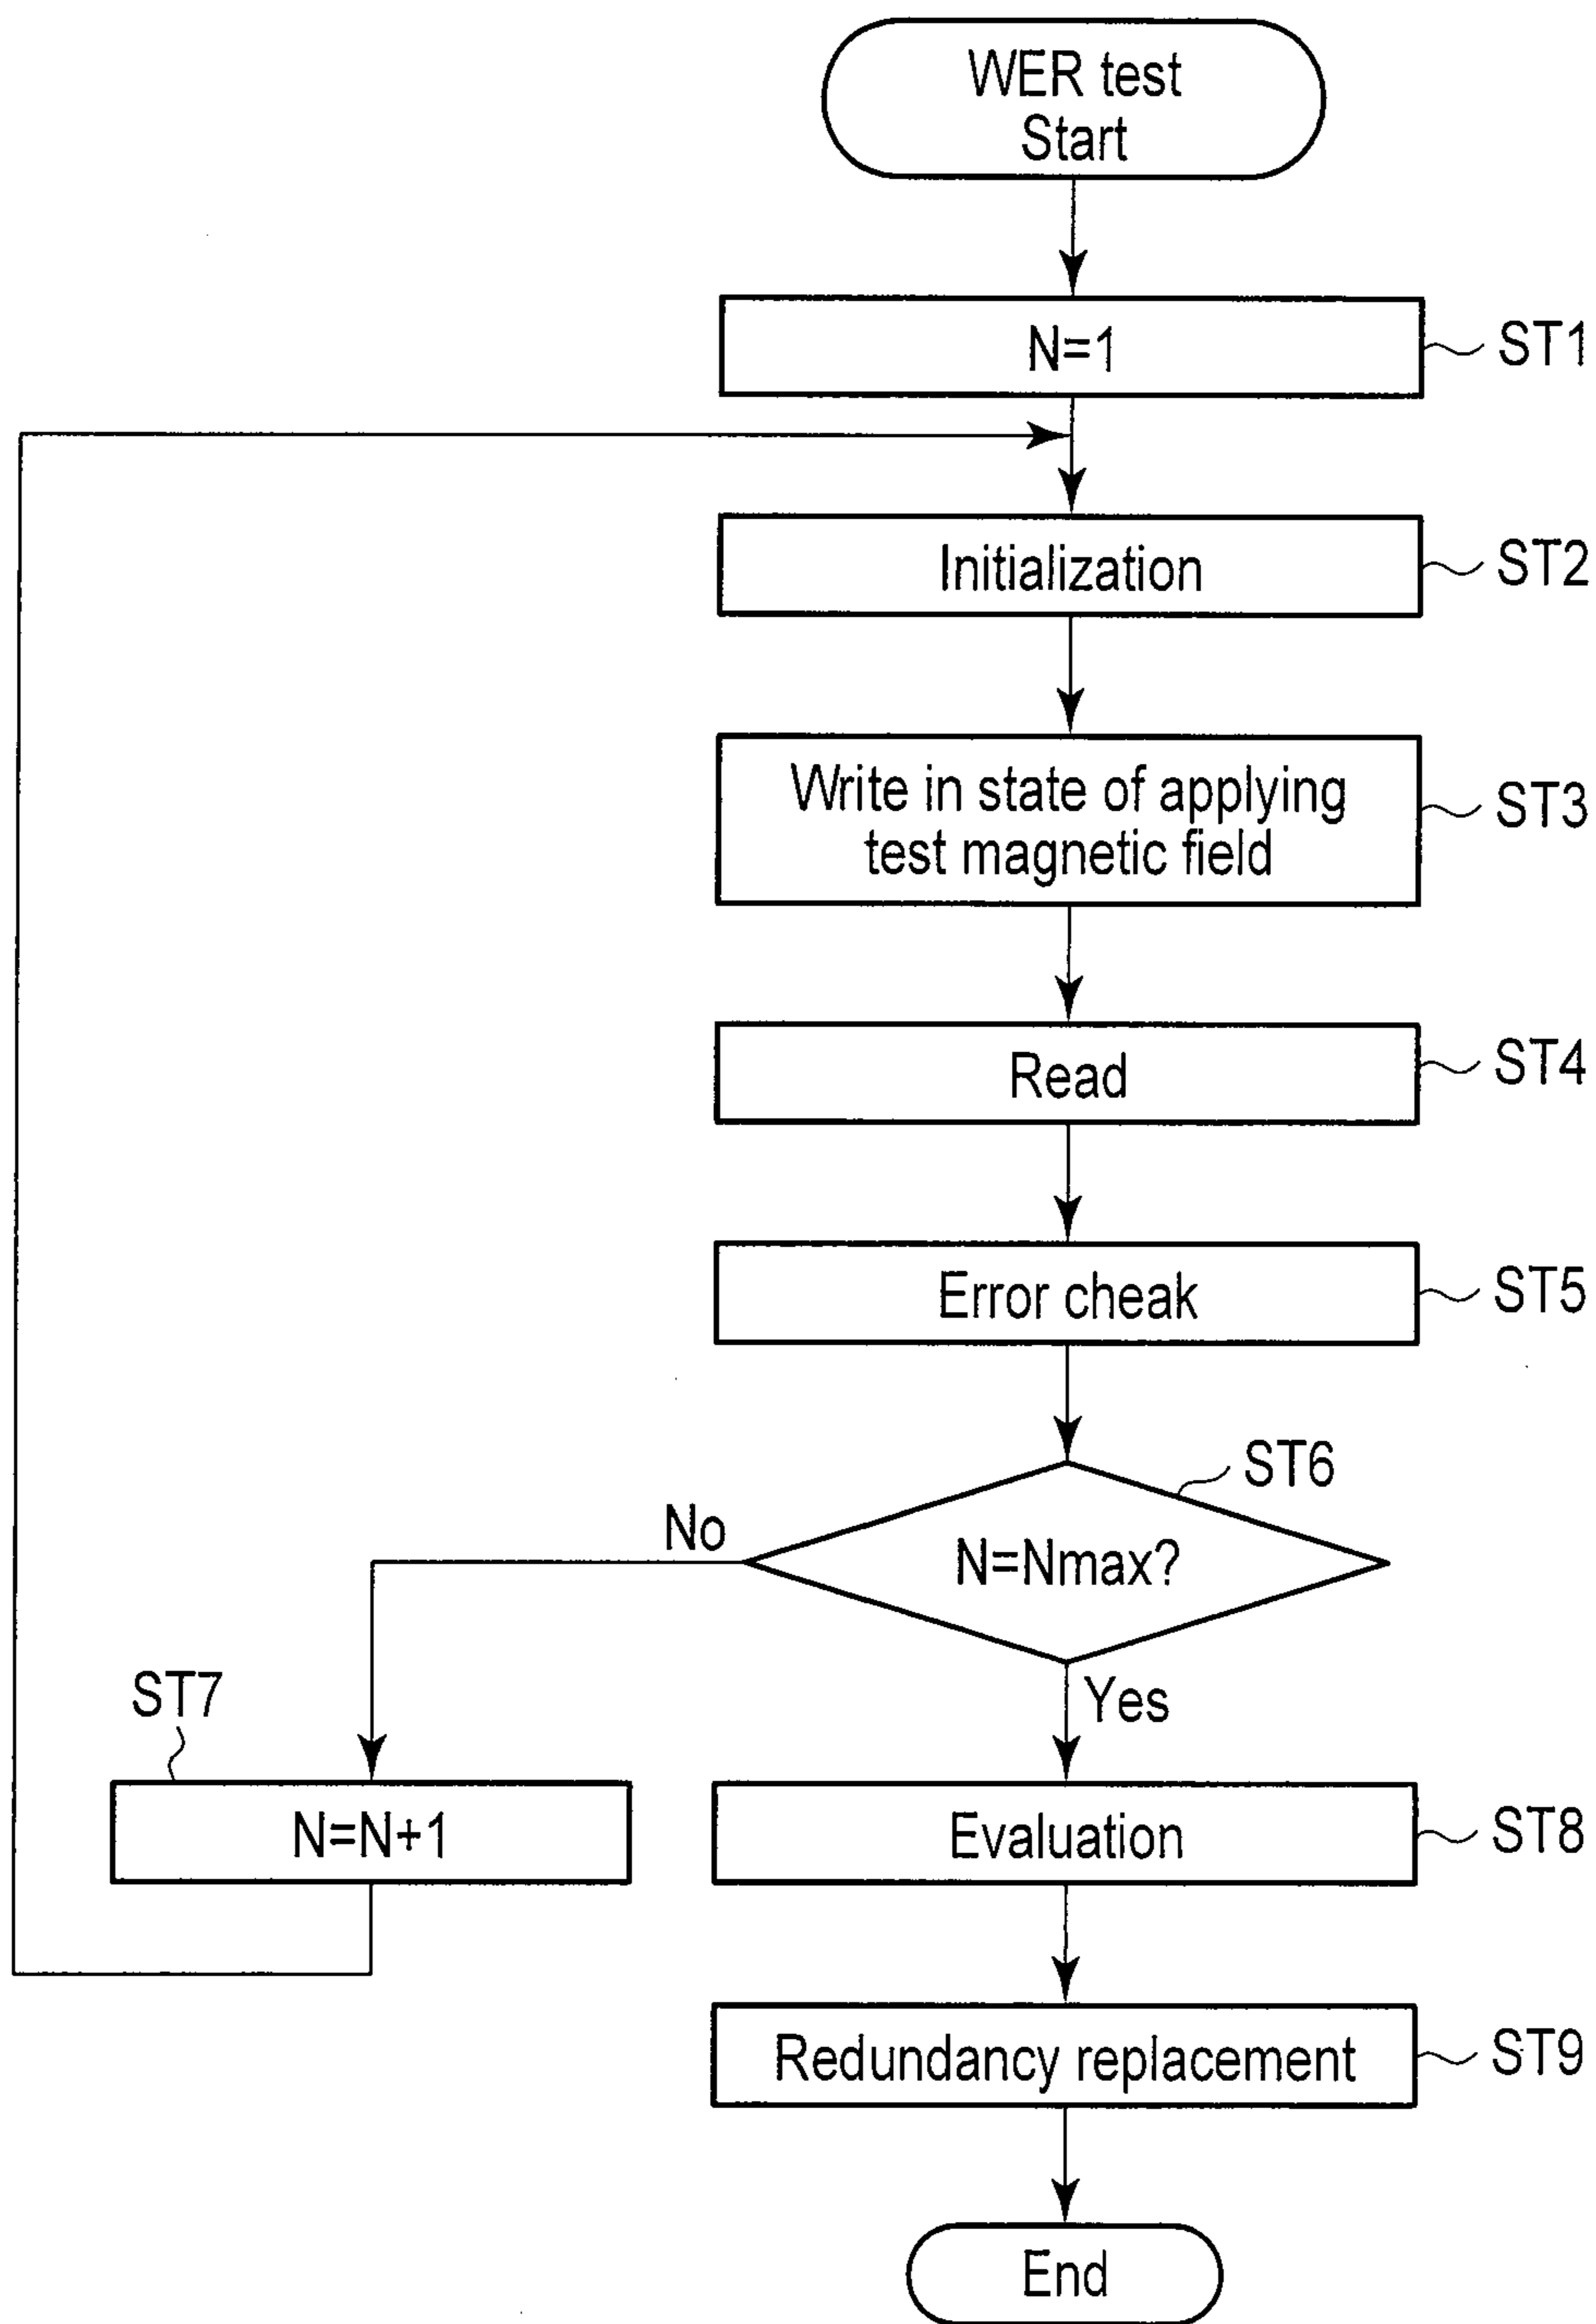 WER test
Start
N=1
ST1
Initialization
ST2
Write in state of applying
test magnetic field
ST3
Read
ST4
Error cheak
ST5
ST6
No
N=Nmax?
Yes
ST7
N=N+1
Evaluation
ST8
Redundancy replacement
ST9
End